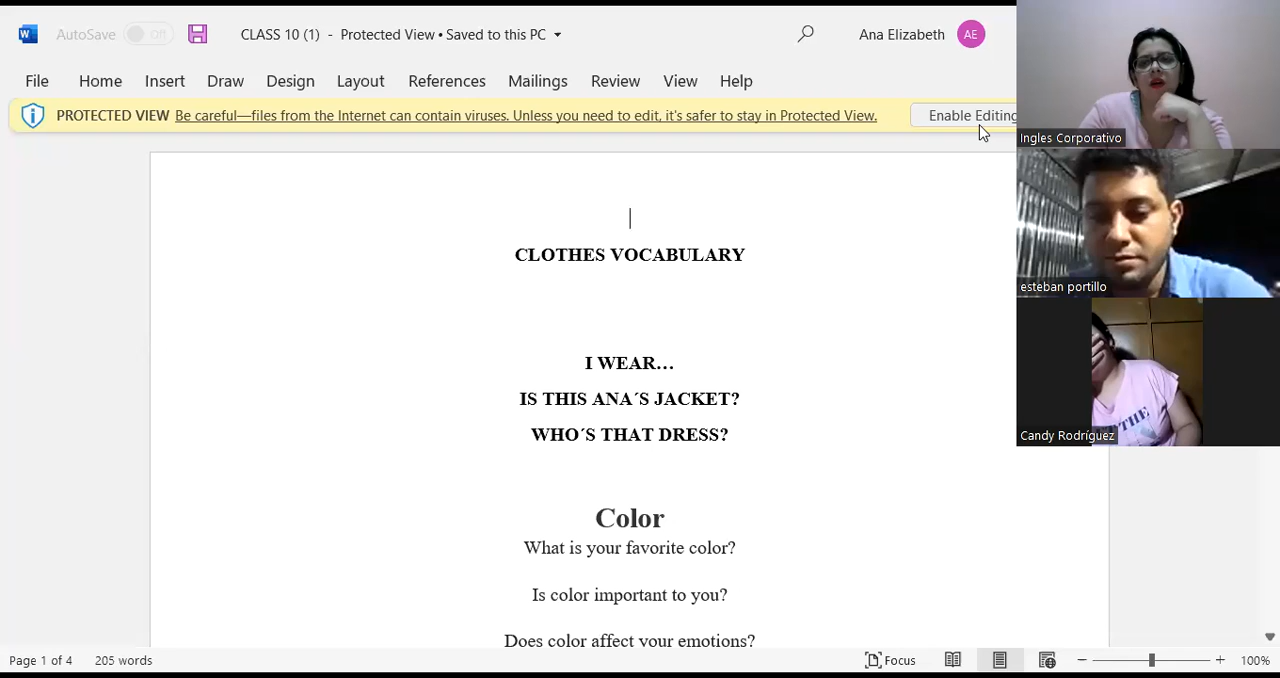 AutoSave Off CLASS 10 (1) - Protected View • Saved to this PC Ana Elizabeth AE
File Home Insert Draw Design Layout References Mailings Review View Help
PROTECTED VIEW Be careful—files from the Internet can contain viruses. Unless you need to edit, it's safer to stay in Protected View. Enable Editing
Ingles Corporativo
esteban portillo
Candy Rodríguez
CLOTHES VOCABULARY
I WEAR...
IS THIS ANA´S JACKET?
WHO´S THAT DRESS?
Color
What is your favorite color?
Is color important to you?
Does color affect your emotions?
Page 1 of 4 205 words Focus 100%